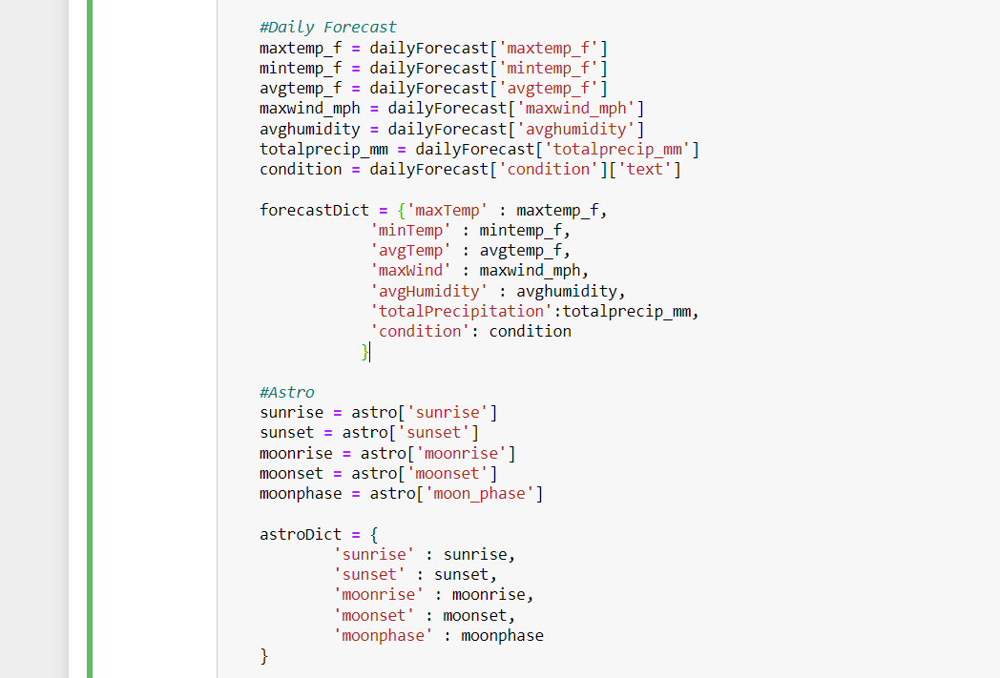 #Daily Forecast
maxtemp_f = dailyForecast['maxtemp_f']
mintemp_f = dailyForecast['mintemp_f']
avgtemp_f = dailyForecast['avgtemp_f']
maxwind_mph = dailyForecast['maxwind_mph']
avghumidity = dailyForecast['avghumidity']
totalprecip_mm = dailyForecast['totalprecip_mm']
condition = dailyForecast['condition']['text']
forecastDict = {'maxTemp' : maxtemp_f,
'minTemp' : mintemp_f,
'avgTemp' : avgtemp_f,
'maxWind' : maxwind_mph,
'avgHumidity' : avghumidity,
'totalPrecipitation':totalprecip_mm,
'condition': condition
}
#Astro
sunrise = astro['sunrise']
sunset = astro['sunset']
moonrise = astro['moonrise']
moonset = astro['moonset']
moonphase = astro['moon_phase']
astroDict = {
'sunrise' : sunrise,
'sunset' : sunset,
'moonrise' : moonrise,
'moonset' : moonset,
'moonphase' : moonphase
}